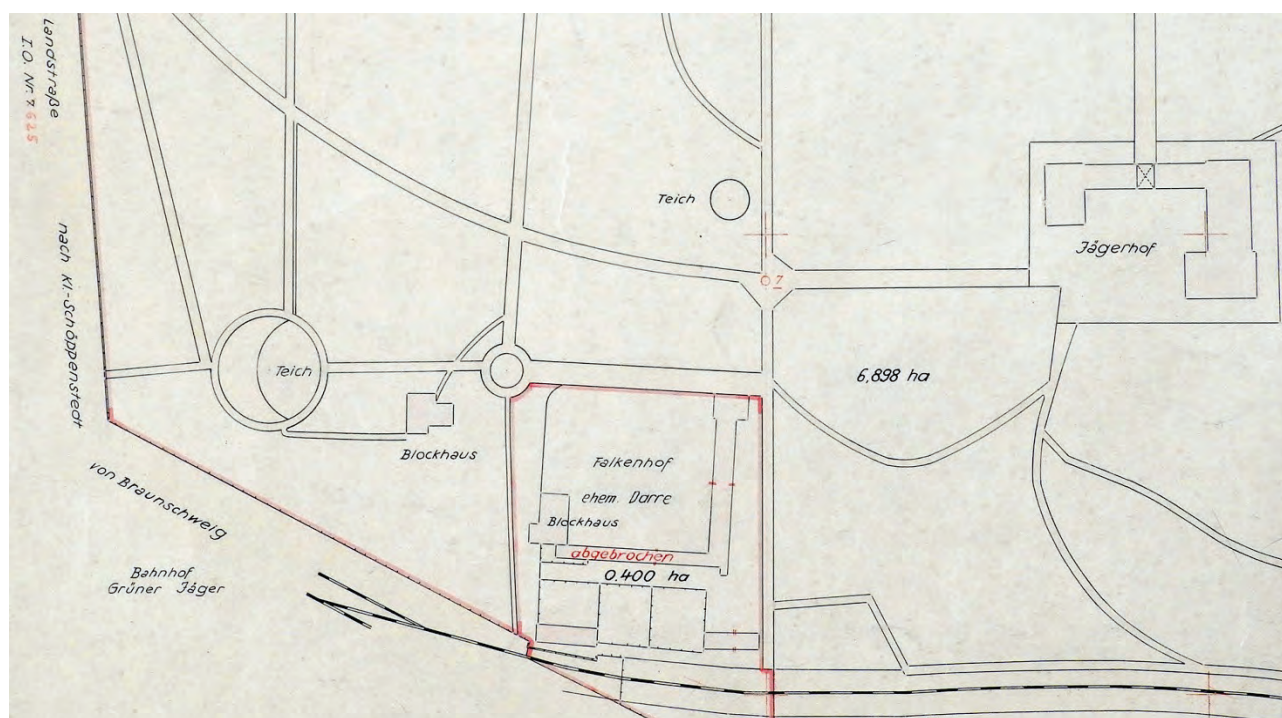 Landstraße
I.O. Nr. 7.625
nach Kl.-Schöppenstedt
von Braunschweig
Bahnhof
Grüner Jäger
Teich
Teich
Blockhaus
Falkenhof
ehem. Darre
Blockhaus
abgebrochen
0.400 ha
7
6,898 ha
Jägerhof